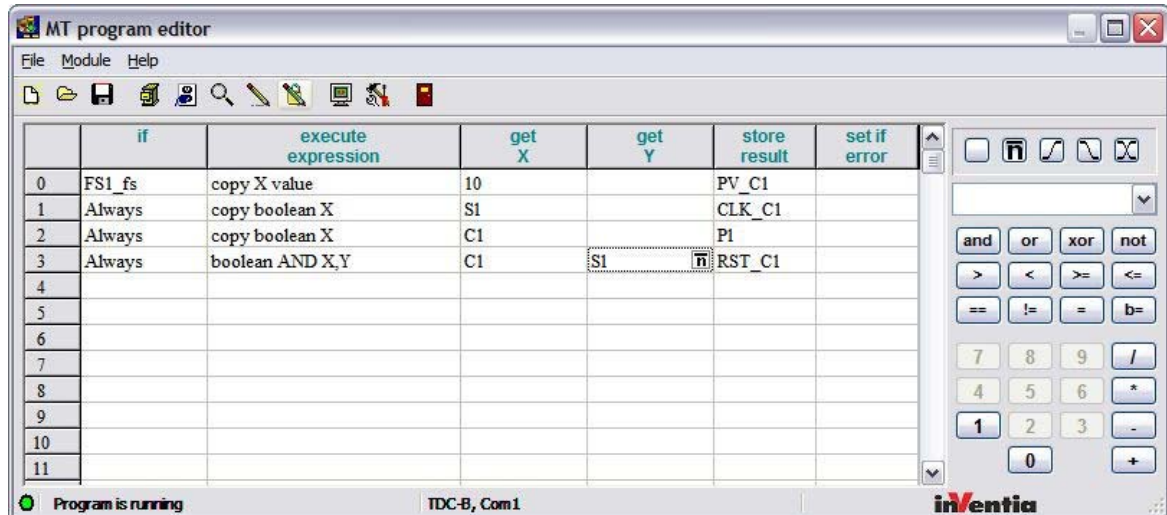 MT program editor
File Module Help
if execute expression get X get Y store result set if error
0 FS1_fs copy X value 10 PV_C1
1 Always copy boolean X S1 CLK_C1
2 Always copy boolean X C1 P1
3 Always boolean AND X,Y C1 S1 n RST_C1
4
5
6
7
8
9
10
11
n
and or xor not
> < >= <=
== != = b=
7 8 9 /
4 5 6 *
1 2 3 -
0 +
Program is running TDC-B, Com1 inVentia